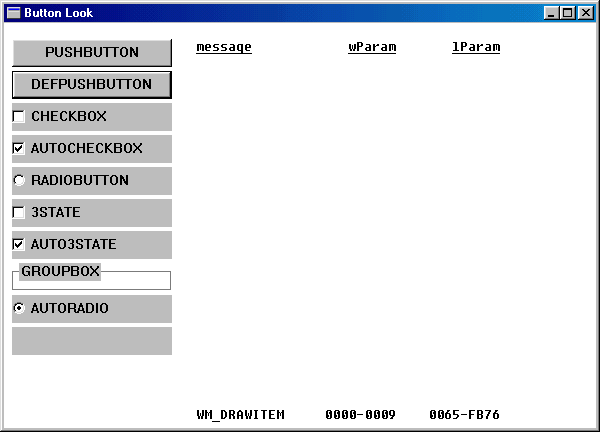 Button Look
PUSHBUTTON
message wParam lParam
DEFPUSHBUTTON
CHECKBOX
AUTOCHECKBOX
RADIOBUTTON
3STATE
AUTO3STATE
GROUPBOX
AUTORADIO
WM_DRAWITEM 0000-0009 0065-FB76